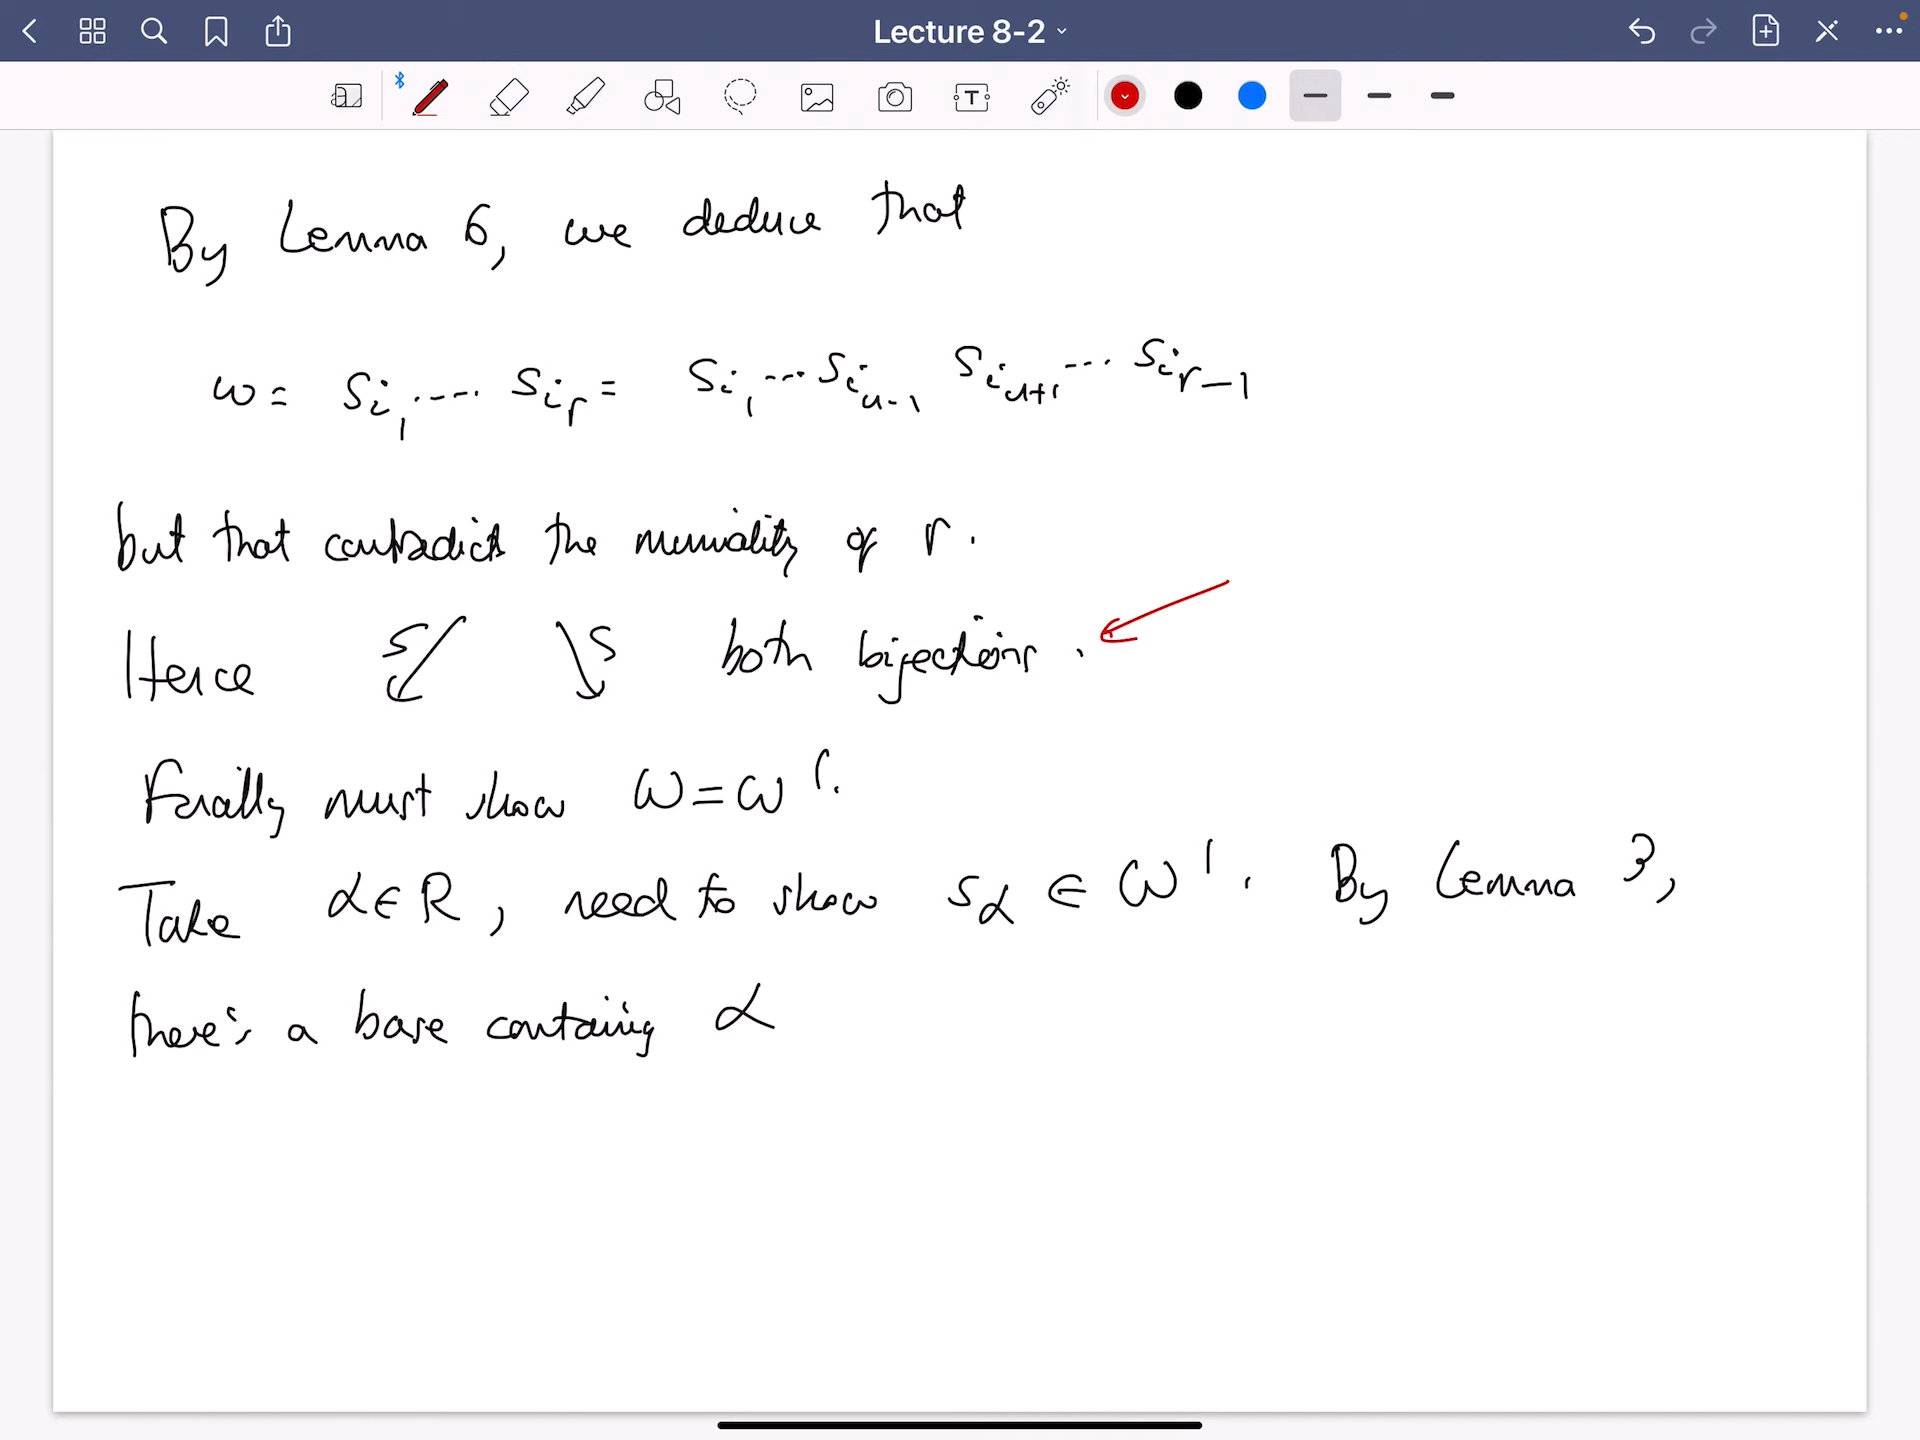 Lecture 8-2
By Lemma 6, we deduce that
w = s_{i_1} ---- s_{i_r} = s_{i_1} --- s_{i_{u-1}} s_{i_{u+1}} --- s_{i_{r-1}}
but that contradicts the minimality of r.
Hence s↙ ↘s both bijections.
Finally must show W = W'.
Take α ∈ R, need to show s_α ∈ W'. By Lemma 3,
there's a base containing α